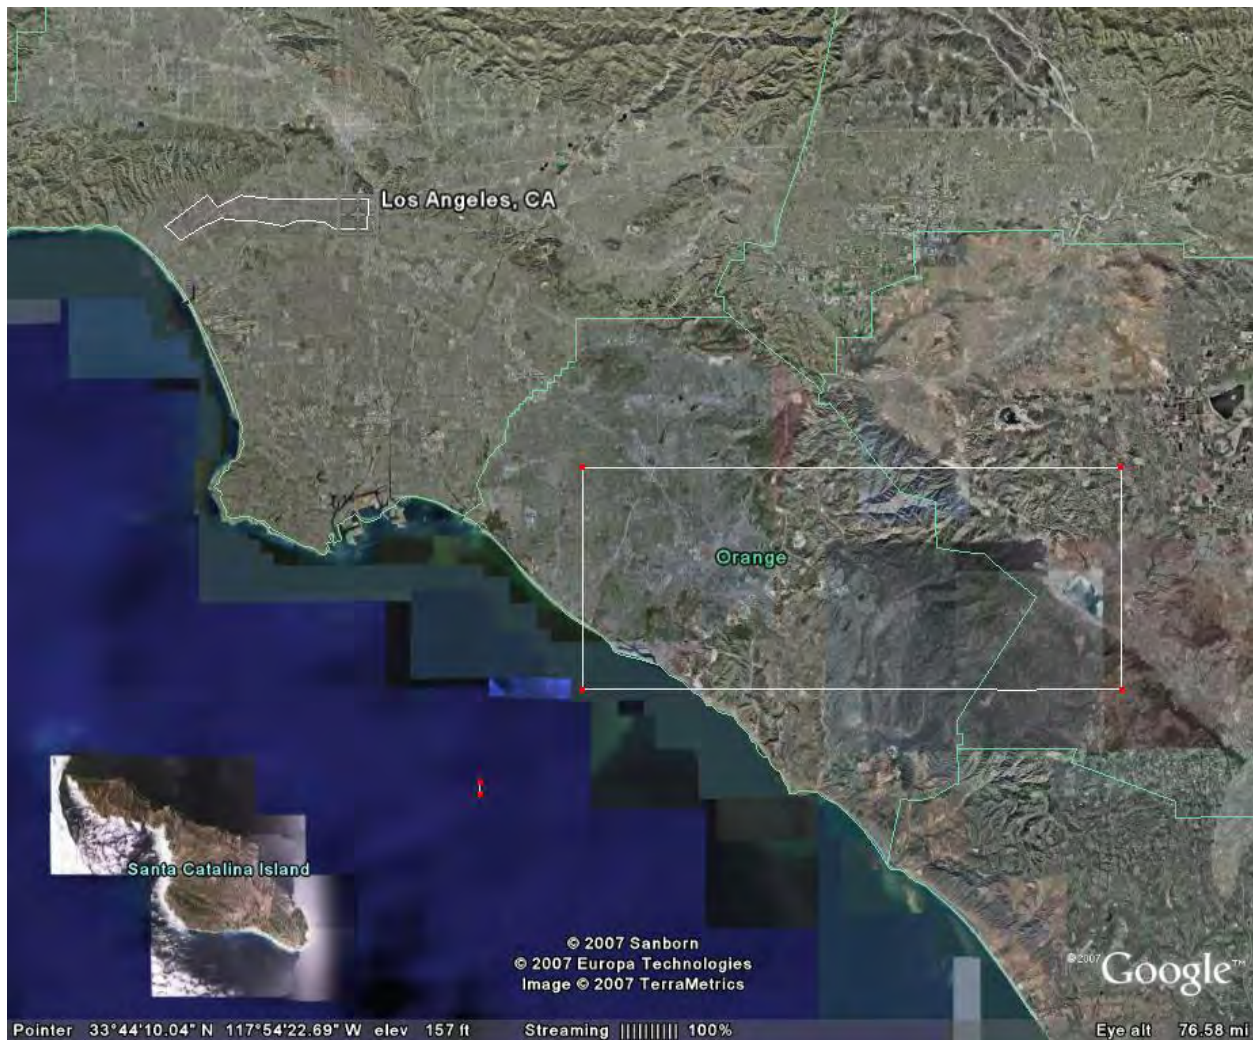 Los Angeles, CA
Orange
Santa Catalina Island
© 2007 Sanborn
© 2007 Europa Technologies
Image © 2007 TerraMetrics
©2007 Google™
Pointer 33°44'10.04" N 117°54'22.69" W elev 157 ft Streaming |||||||||| 100% Eye alt 76.58 mi